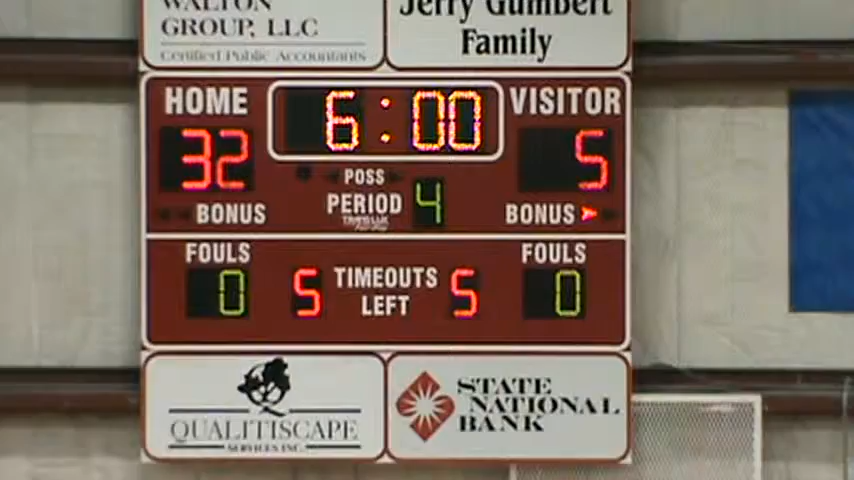 WALTON
GROUP, LLC
Certified Public Accountants
Jerry Gumbert
Family
HOME
6:00
VISITOR
32
5
POSS
PERIOD 4
BONUS
BONUS
FOULS
FOULS
0
5
TIMEOUTS
LEFT
5
0
QUALITISCAPE
SERVICES INC.
STATE
NATIONAL
BANK